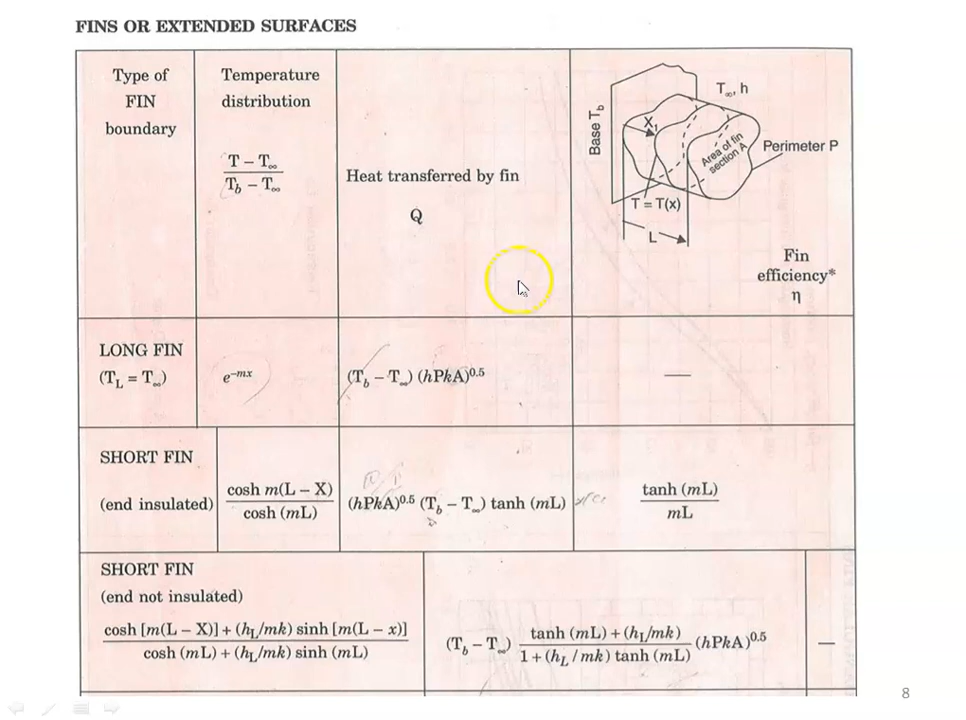 FINS OR EXTENDED SURFACES
Type of
FIN
boundary
Temperature
distribution
T – T∞
T_b – T∞
Heat transferred by fin
Q
Base T_b
T∞, h
X₁
Area of fin
section A
Perimeter P
T = T(x)
L
Fin
efficiency*
η
LONG FIN
(T_L = T∞)
e^–mx
(T_b – T∞) (hPkA)^0.5
—
SHORT FIN
(end insulated)
cosh m(L – X)
cosh (mL)
(hPkA)^0.5 (T_b – T∞) tanh (mL)
tanh (mL)
mL
SHORT FIN
(end not insulated)
cosh [m(L – X)] + (h_L/mk) sinh [m(L – x)]
cosh (mL) + (h_L/mk) sinh (mL)
(T_b – T∞) tanh (mL) + (h_L/mk) (hPkA)^0.5
1 + (h_L / mk) tanh (mL)
—
8